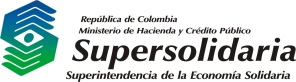 República de Colombia
Ministerio de Hacienda y Crédito Público
Supersolidaria
Superintendencia de la Economía Solidaria